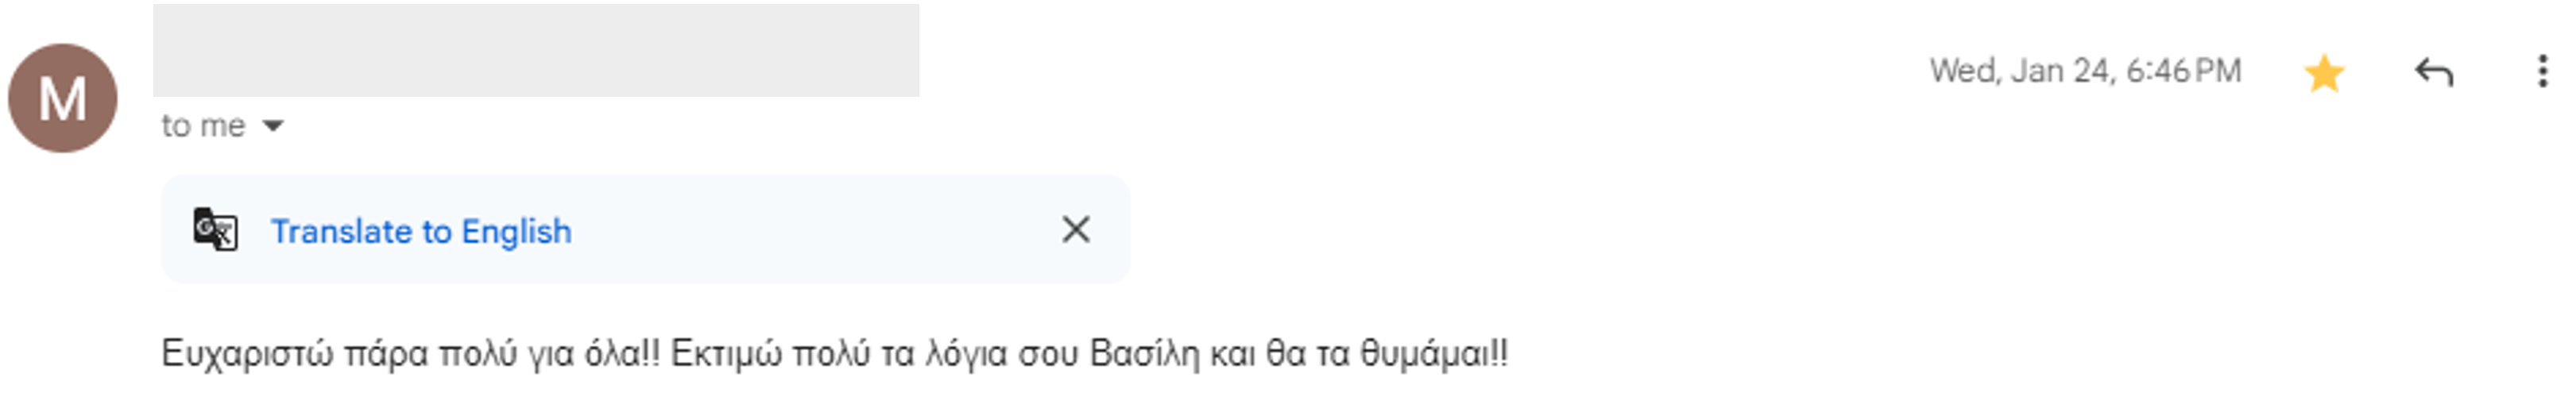 M
Wed, Jan 24, 6:46 PM
to me
Translate to English
Ευχαριστώ πάρα πολύ για όλα!! Εκτιμώ πολύ τα λόγια σου Βασίλη και θα τα θυμάμαι!!